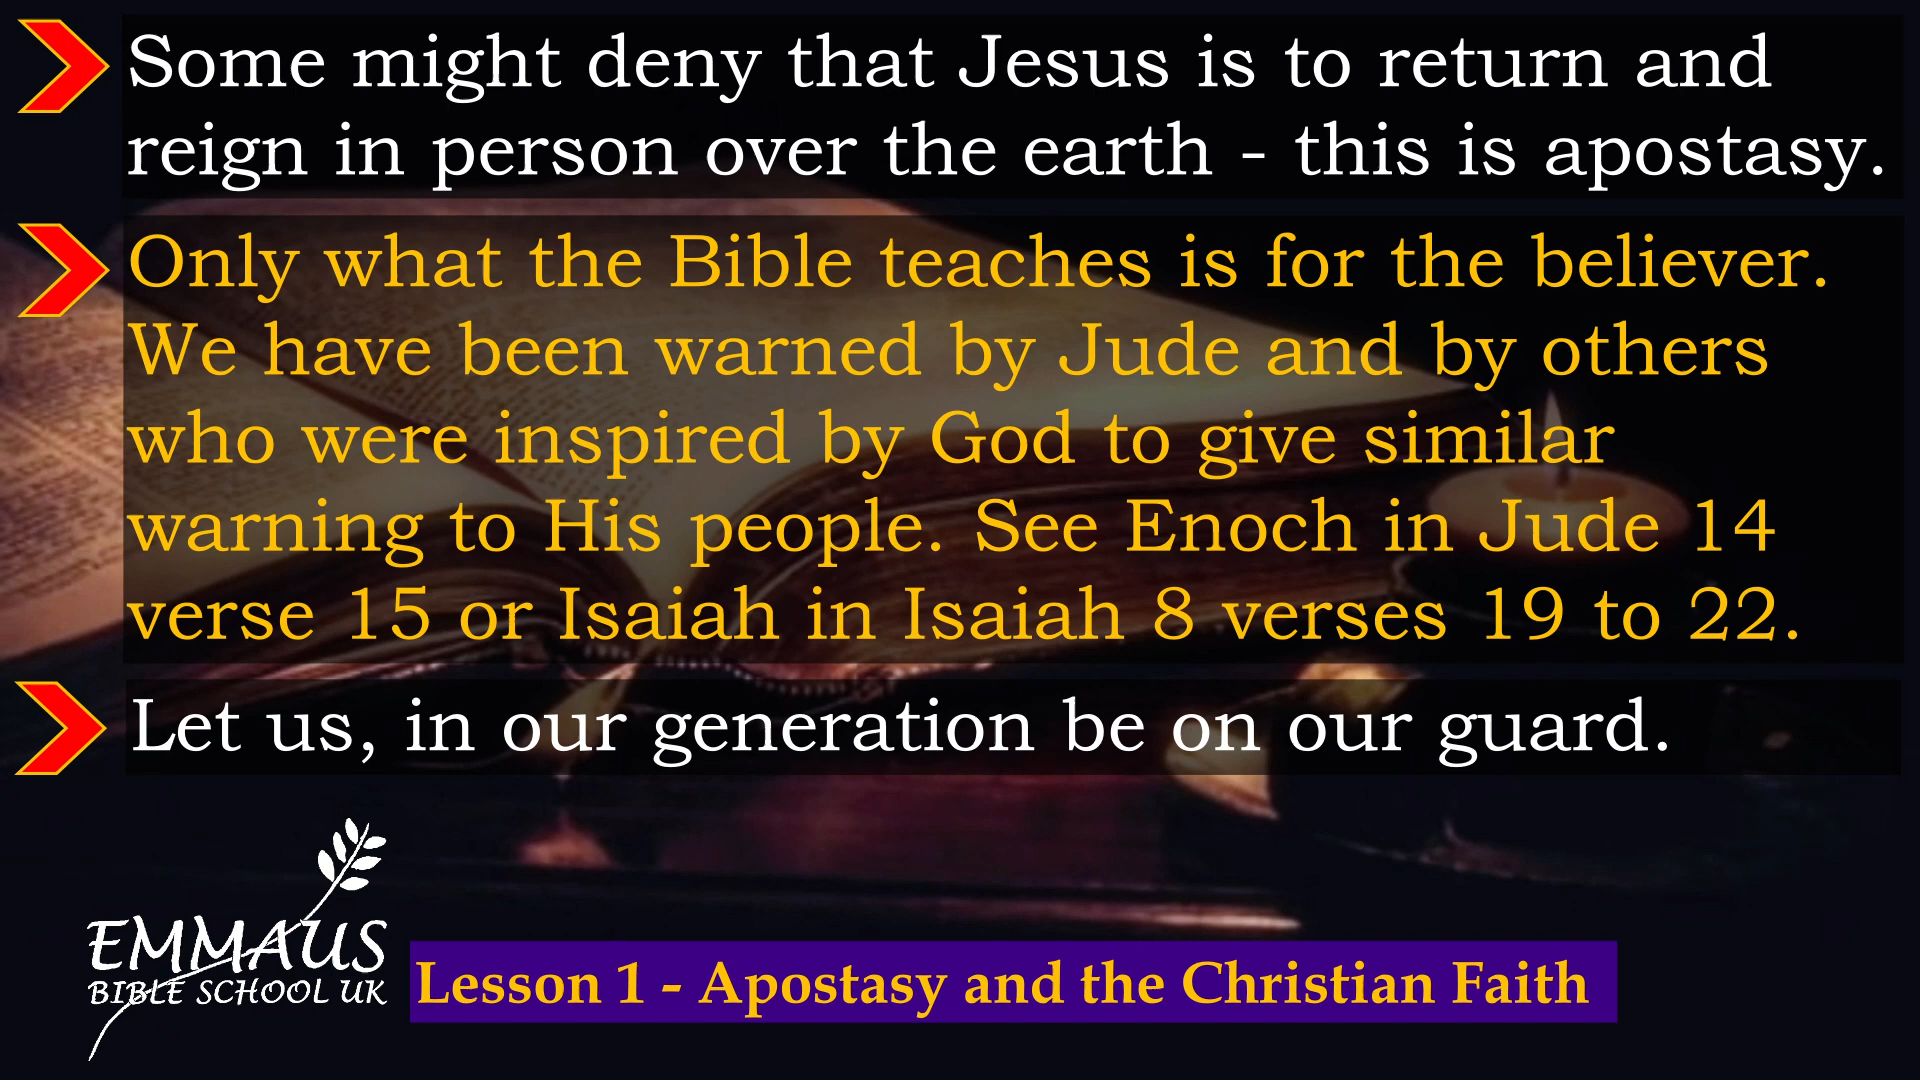 Some might deny that Jesus is to return and
reign in person over the earth - this is apostasy.
Only what the Bible teaches is for the believer.
We have been warned by Jude and by others
who were inspired by God to give similar
warning to His people. See Enoch in Jude 14
verse 15 or Isaiah in Isaiah 8 verses 19 to 22.
Let us, in our generation be on our guard.
EMMAUS
BIBLE SCHOOL UK
Lesson 1 - Apostasy and the Christian Faith